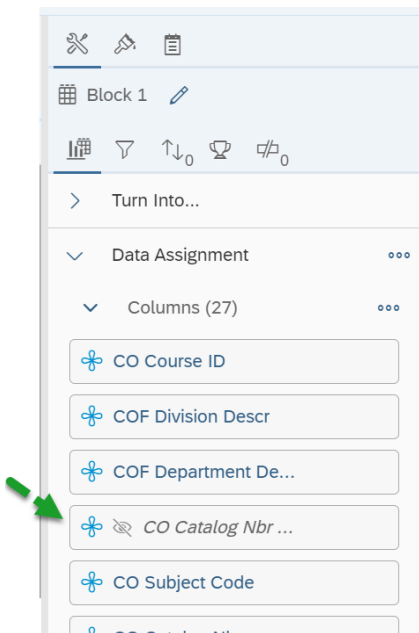 Block 1
0
0
Turn Into...
Data Assignment
Columns (27)
CO Course ID
COF Division Descr
COF Department De...
CO Catalog Nbr ...
CO Subject Code